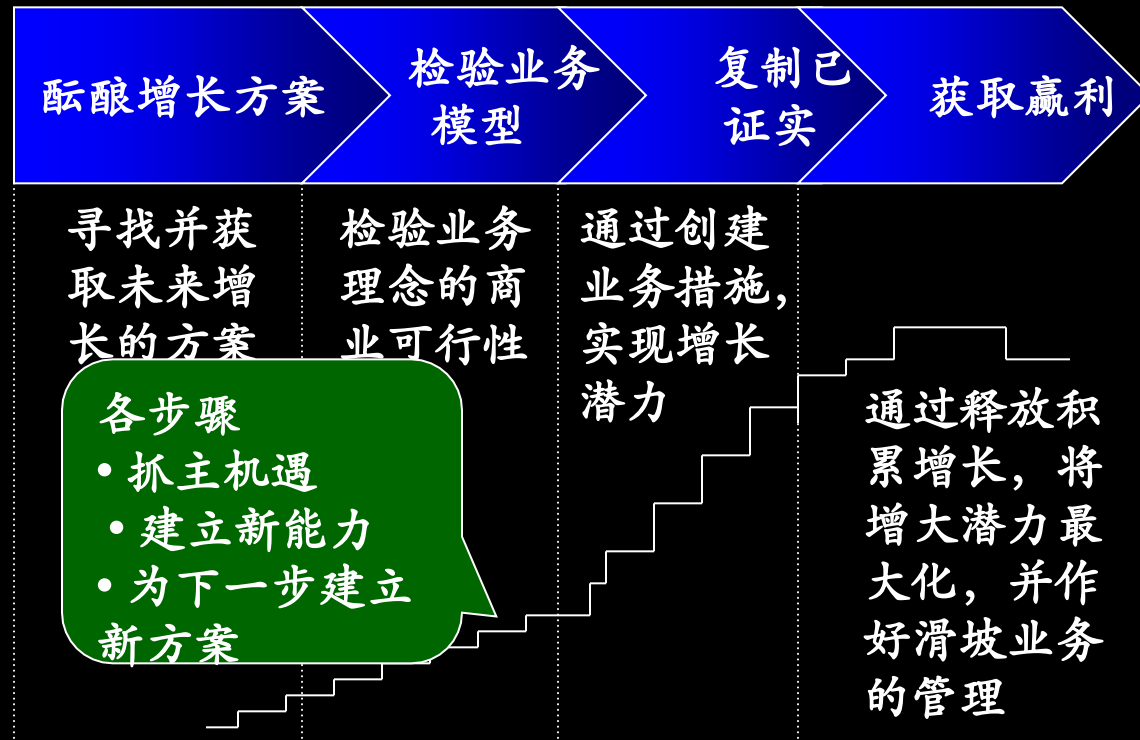 酝酿增长方案
检验业务
模型
复制已
证实
获取赢利
寻找并获
取未来增
长的方案
检验业务
理念的商
业可行性
通过创建
业务措施，
实现增长
潜力
各步骤
• 抓主机遇
• 建立新能力
• 为下一步建立
新方案
通过释放积
累增长，将
增大潜力最
大化，并作
好滑坡业务
的管理